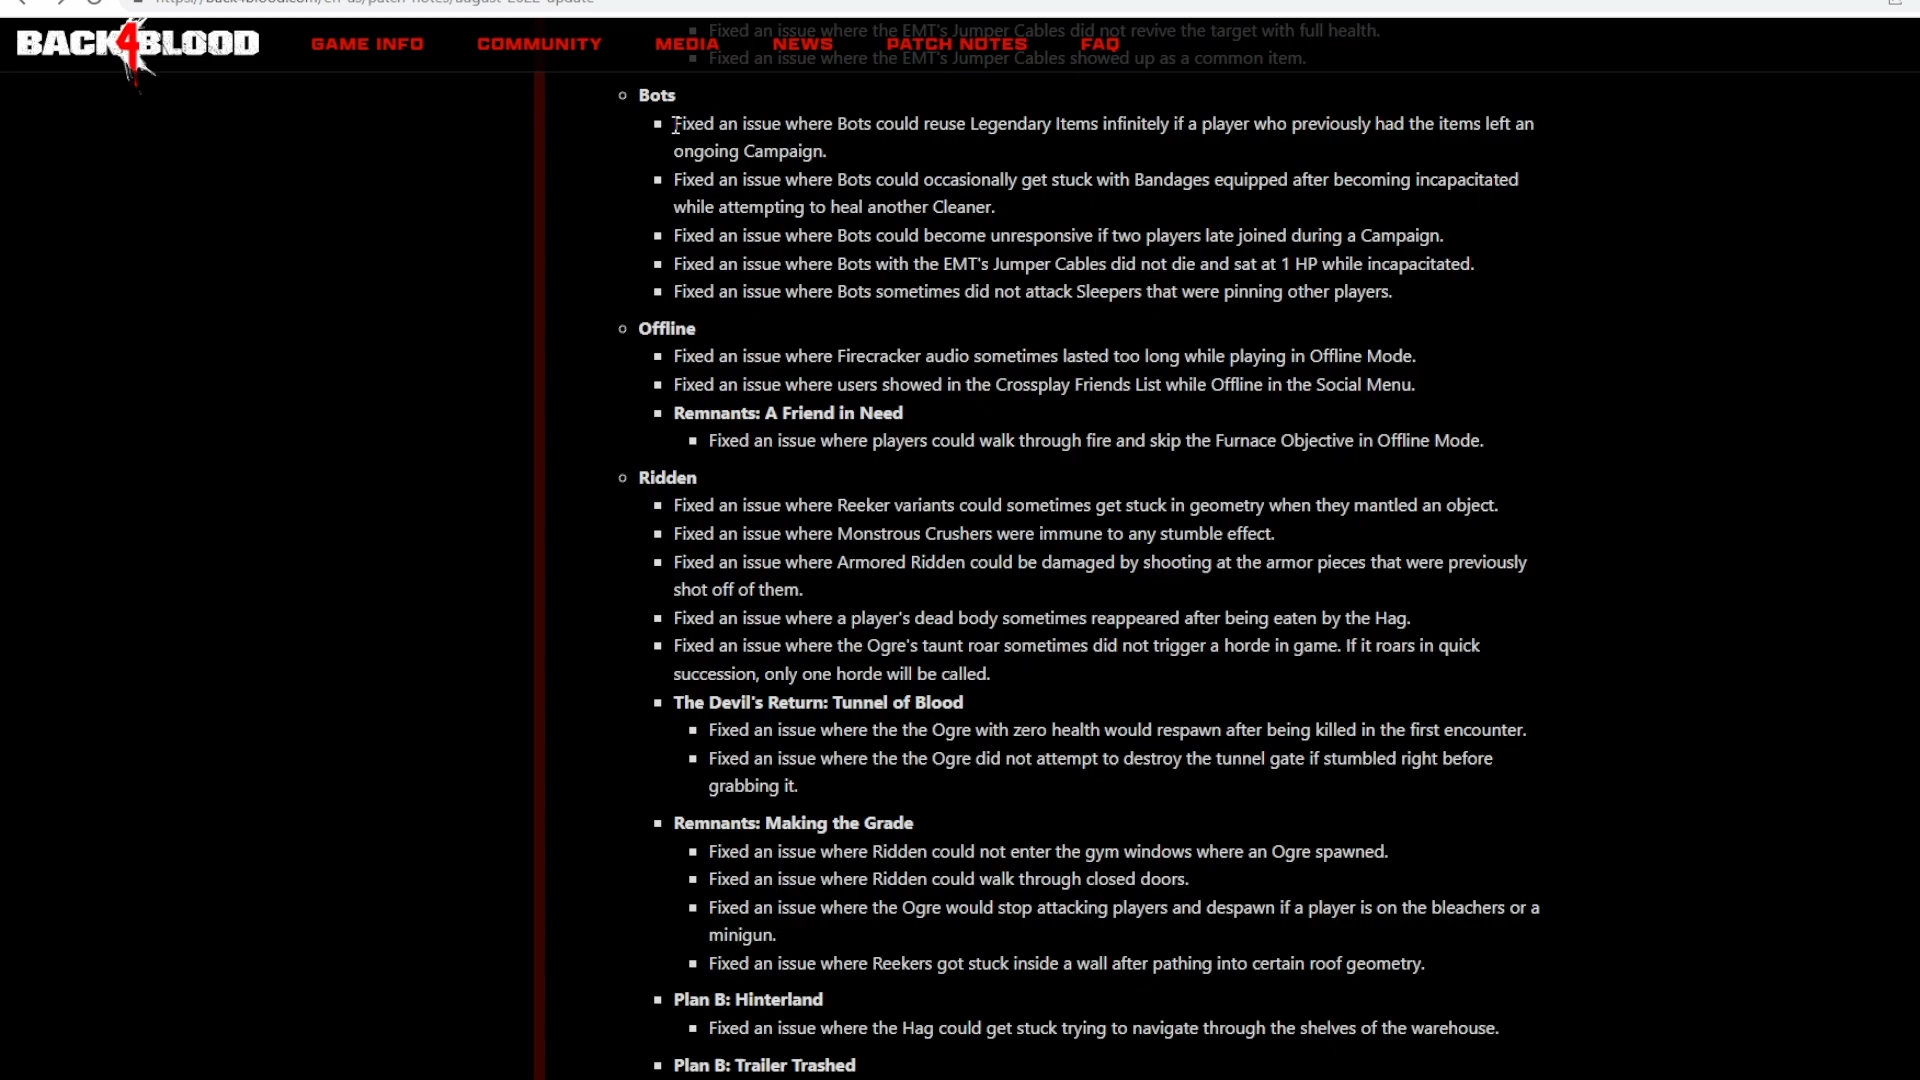 https://back4blood.com/en-us/patch-notes/august-2022-update
Fixed an issue where the EMT's Jumper Cables did not revive the target with full health.
BACK4BLOOD GAME INFO COMMUNITY MEDIA NEWS PATCH NOTES FAQ
Fixed an issue where the EMT's Jumper Cables showed up as a common item.
Bots
Fixed an issue where Bots could reuse Legendary Items infinitely if a player who previously had the items left an
ongoing Campaign.
Fixed an issue where Bots could occasionally get stuck with Bandages equipped after becoming incapacitated
while attempting to heal another Cleaner.
Fixed an issue where Bots could become unresponsive if two players late joined during a Campaign.
Fixed an issue where Bots with the EMT's Jumper Cables did not die and sat at 1 HP while incapacitated.
Fixed an issue where Bots sometimes did not attack Sleepers that were pinning other players.
Offline
Fixed an issue where Firecracker audio sometimes lasted too long while playing in Offline Mode.
Fixed an issue where users showed in the Crossplay Friends List while Offline in the Social Menu.
Remnants: A Friend in Need
Fixed an issue where players could walk through fire and skip the Furnace Objective in Offline Mode.
Ridden
Fixed an issue where Reeker variants could sometimes get stuck in geometry when they mantled an object.
Fixed an issue where Monstrous Crushers were immune to any stumble effect.
Fixed an issue where Armored Ridden could be damaged by shooting at the armor pieces that were previously
shot off of them.
Fixed an issue where a player's dead body sometimes reappeared after being eaten by the Hag.
Fixed an issue where the Ogre's taunt roar sometimes did not trigger a horde in game. If it roars in quick
succession, only one horde will be called.
The Devil's Return: Tunnel of Blood
Fixed an issue where the the Ogre with zero health would respawn after being killed in the first encounter.
Fixed an issue where the the Ogre did not attempt to destroy the tunnel gate if stumbled right before
grabbing it.
Remnants: Making the Grade
Fixed an issue where Ridden could not enter the gym windows where an Ogre spawned.
Fixed an issue where Ridden could walk through closed doors.
Fixed an issue where the Ogre would stop attacking players and despawn if a player is on the bleachers or a
minigun.
Fixed an issue where Reekers got stuck inside a wall after pathing into certain roof geometry.
Plan B: Hinterland
Fixed an issue where the Hag could get stuck trying to navigate through the shelves of the warehouse.
Plan B: Trailer Trashed